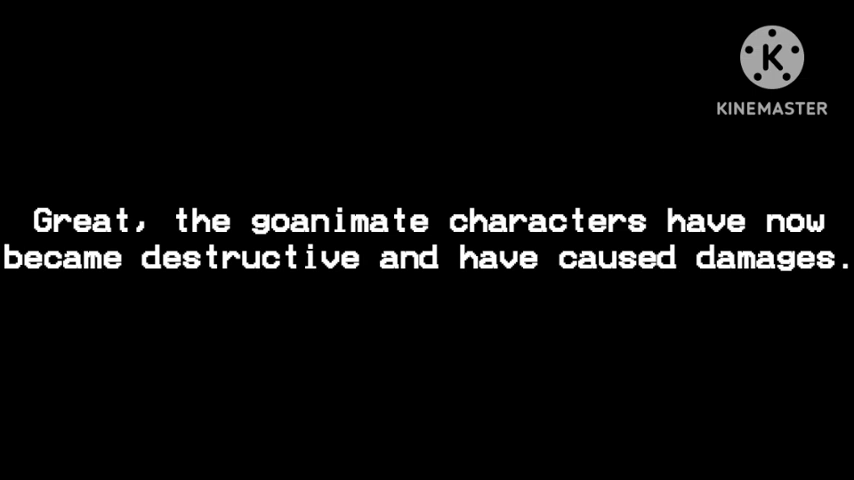 KINEMASTER
Great, the goanimate characters have now
became destructive and have caused damages.